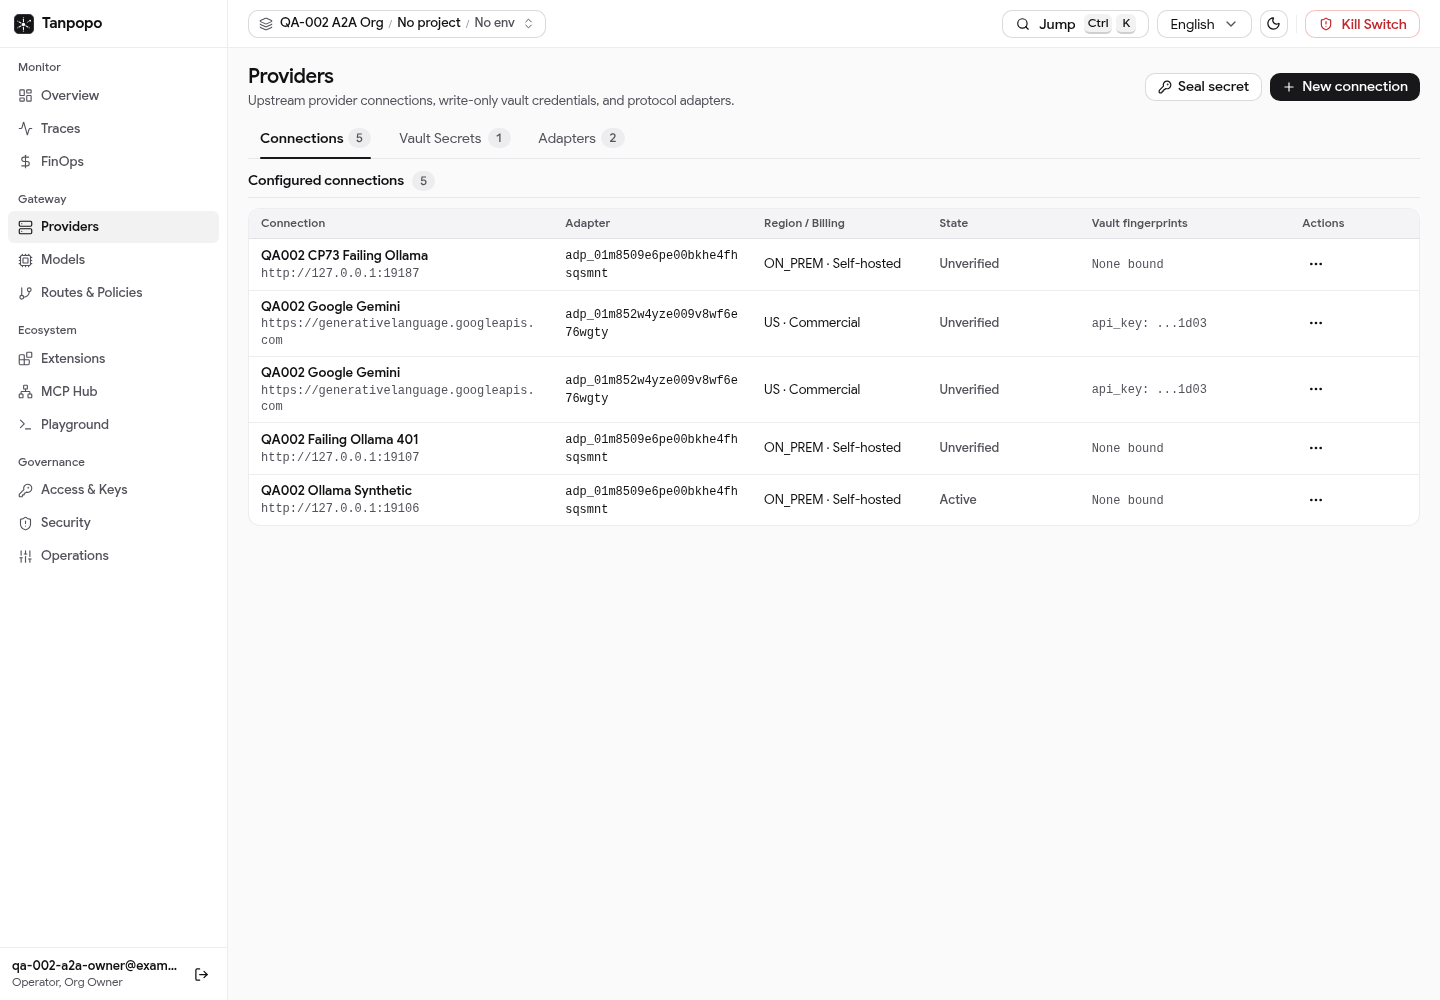 Tanpopo
QA-002 A2A Org / No project / No env
Jump Ctrl K
English
Kill Switch
Monitor
Overview
Traces
FinOps
Gateway
Providers
Models
Routes & Policies
Ecosystem
Extensions
MCP Hub
Playground
Governance
Access & Keys
Security
Operations
qa-002-a2a-owner@exam...
Operator, Org Owner
Providers
Upstream provider connections, write-only vault credentials, and protocol adapters.
Seal secret
New connection
Connections 5 Vault Secrets 1 Adapters 2
Configured connections 5
Connection Adapter Region / Billing State Vault fingerprints Actions
QA002 CP73 Failing Ollama
http://127.0.0.1:19187
adp_01m8509e6pe00bkhe4fh
sqsmnt
ON_PREM · Self-hosted
Unverified
None bound
QA002 Google Gemini
https://generativelanguage.googleapis.
com
adp_01m852w4yze009v8wf6e
76wgty
US · Commercial
Unverified
api_key: ...1d03
QA002 Google Gemini
https://generativelanguage.googleapis.
com
adp_01m852w4yze009v8wf6e
76wgty
US · Commercial
Unverified
api_key: ...1d03
QA002 Failing Ollama 401
http://127.0.0.1:19107
adp_01m8509e6pe00bkhe4fh
sqsmnt
ON_PREM · Self-hosted
Unverified
None bound
QA002 Ollama Synthetic
http://127.0.0.1:19106
adp_01m8509e6pe00bkhe4fh
sqsmnt
ON_PREM · Self-hosted
Active
None bound